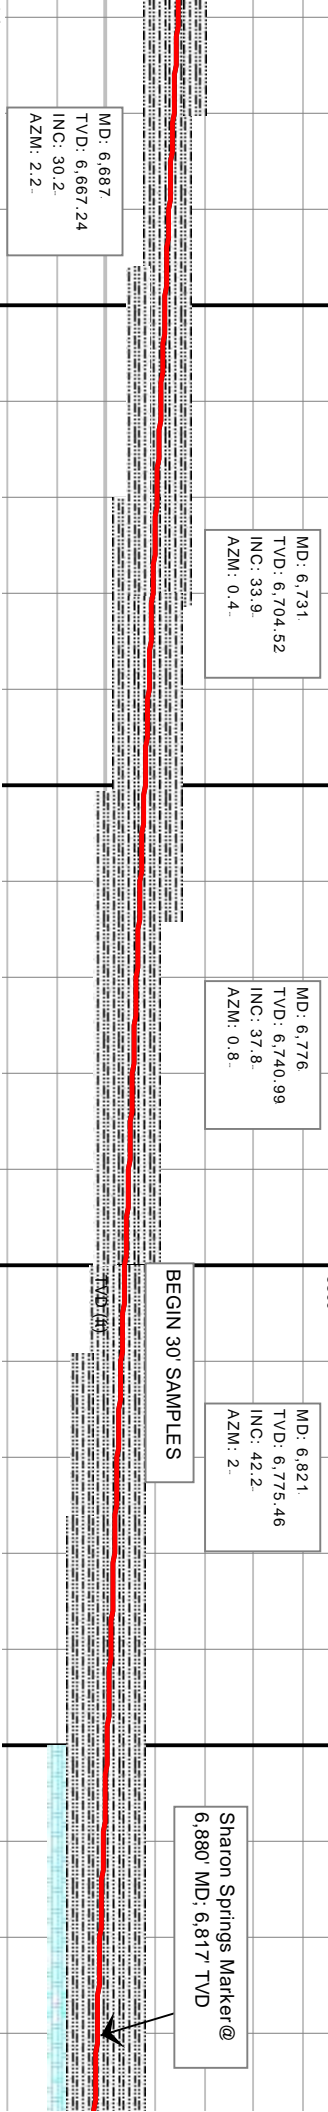 MD: 6,687
TVD: 6,667.24
INC: 30.2
AZM: 2.2
MD: 6,731
TVD: 6,704.52
INC: 33.9
AZM: 0.4
MD: 6,776
TVD: 6,740.99
INC: 37.8
AZM: 0.8
BEGIN 30' SAMPLES
TVD (ft)
MD: 6,821
TVD: 6,775.46
INC: 42.2
AZM: 2
Sharon Springs Marker @
6,880' MD; 6,817' TVD